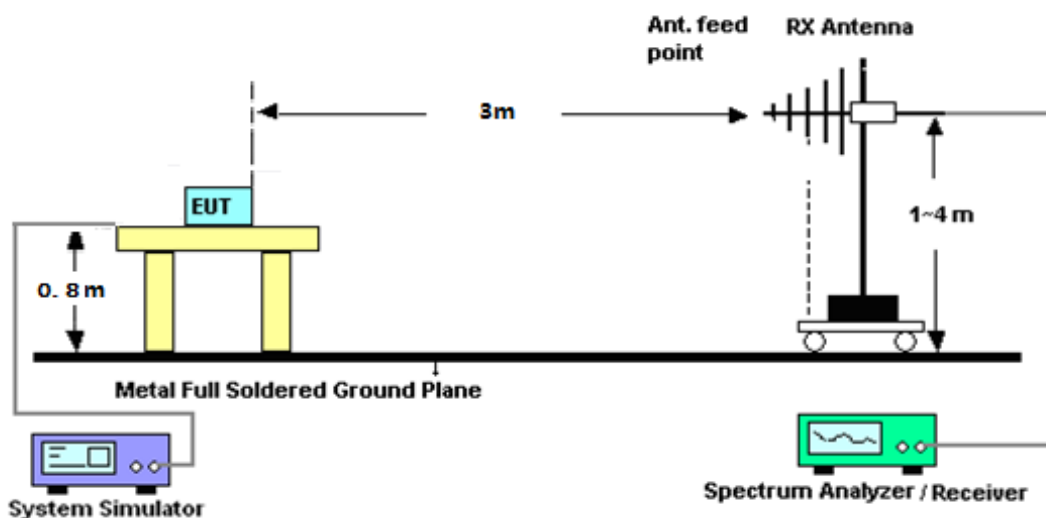 Ant. feed
point
RX Antenna
3m
EUT
1~4 m
0. 8 m
Metal Full Soldered Ground Plane
System Simulator
Spectrum Analyzer / Receiver